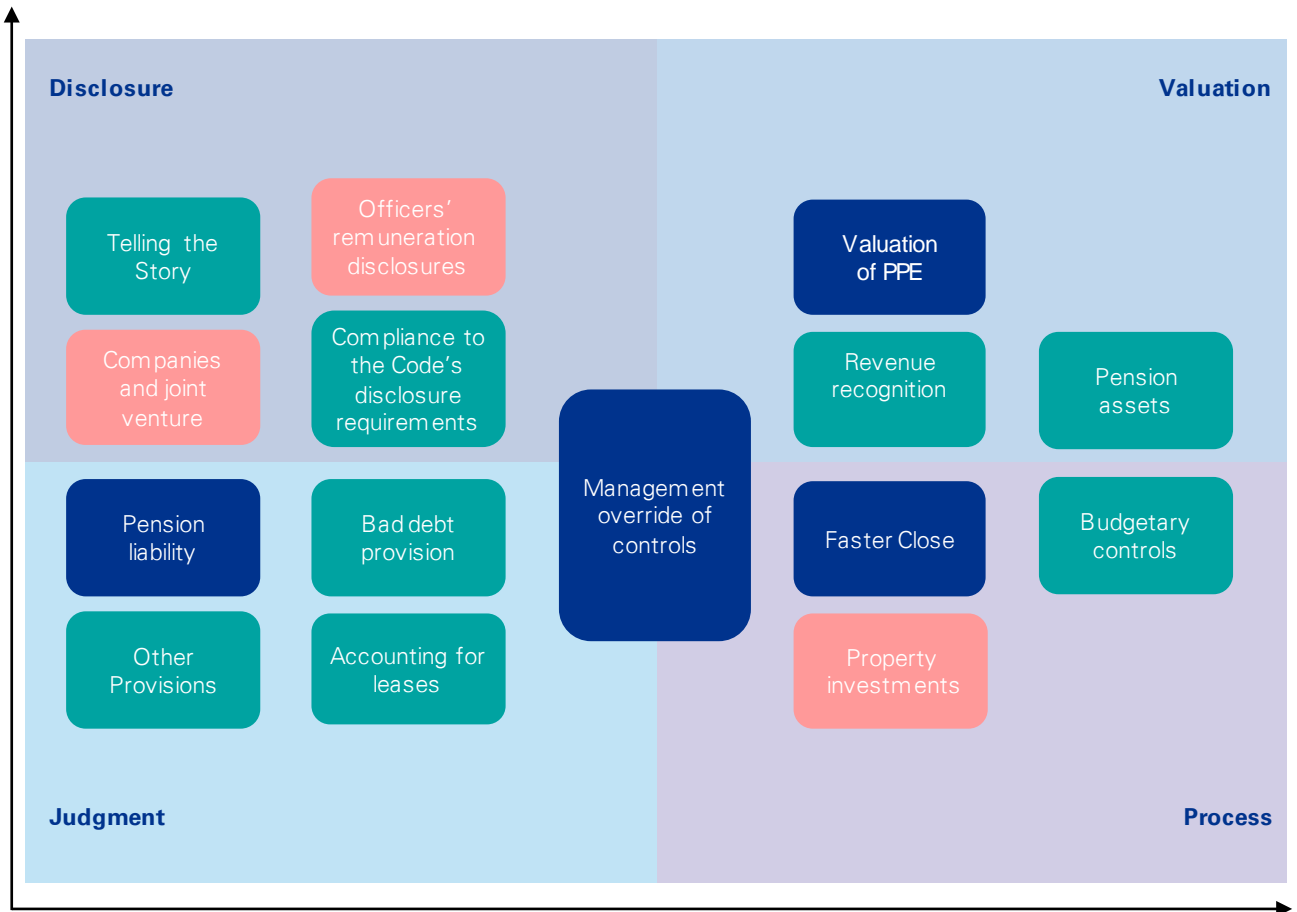 Disclosure
Valuation
Telling the
Story
Officers’
remuneration
disclosures
Companies
and joint
venture
Compliance to
the Code’s
disclosure
requirements
Valuation
of PPE
Revenue
recognition
Pension
assets
Management
override of
controls
Pension
liability
Bad debt
provision
Other
Provisions
Accounting for
leases
Faster Close
Budgetary
controls
Property
investments
Judgment
Process